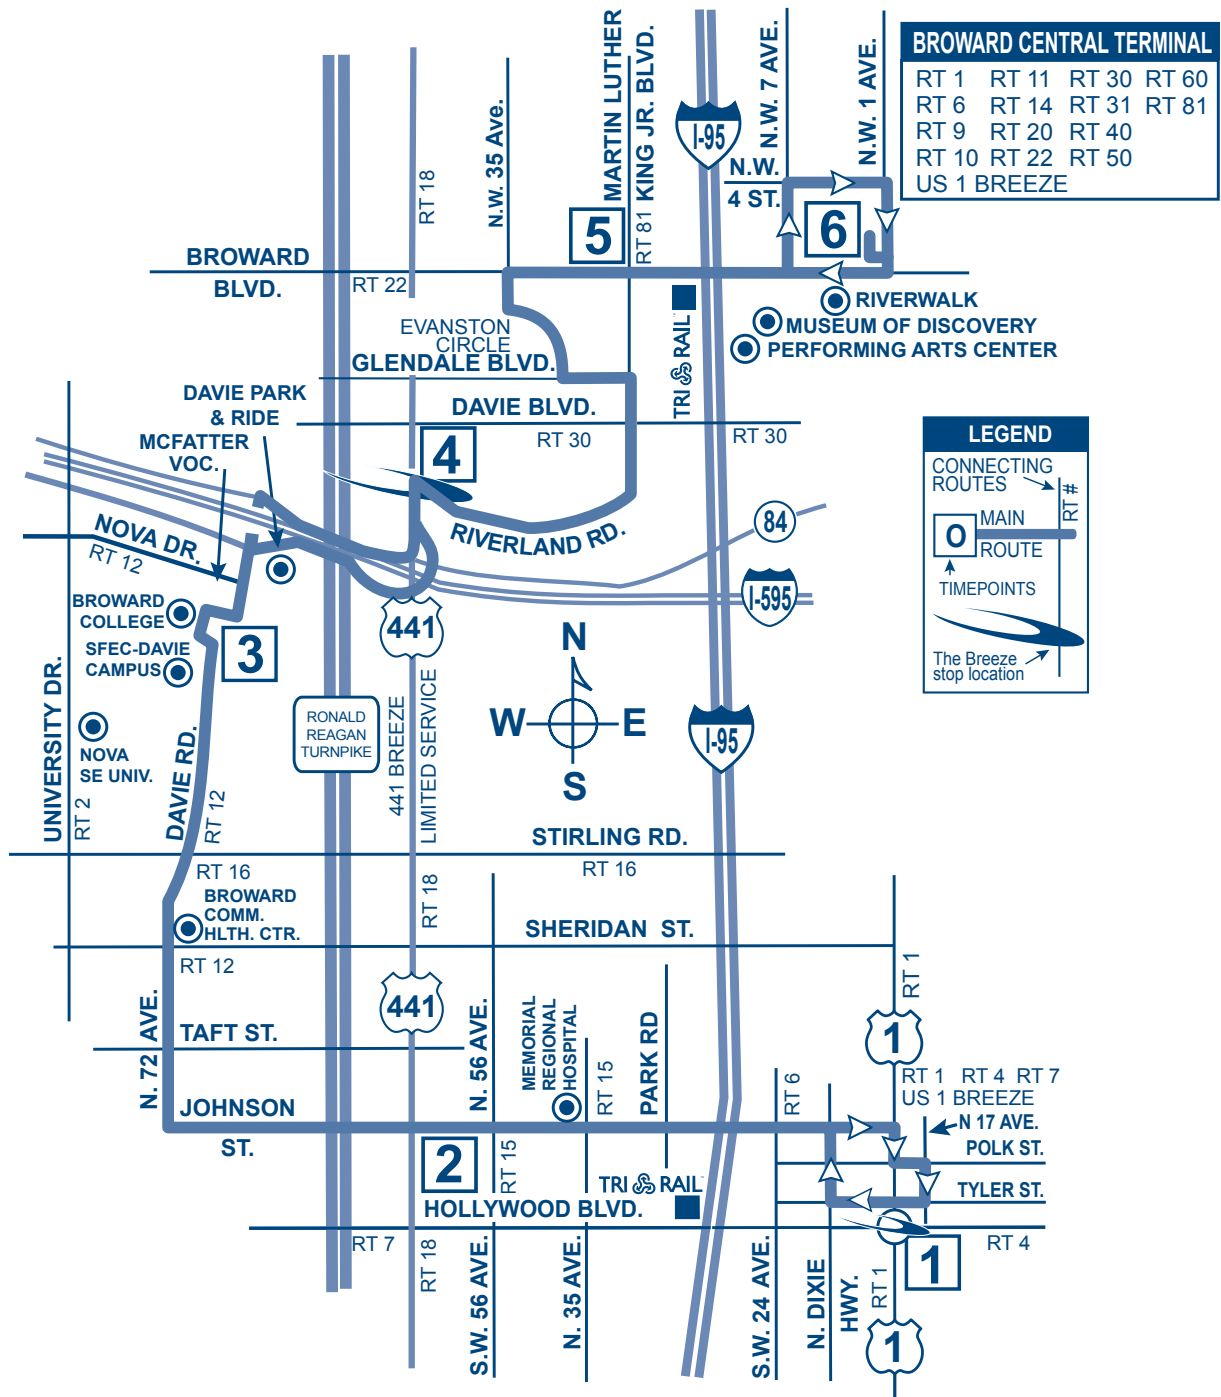 BROWARD CENTRAL TERMINAL
RT 1 RT 11 RT 30 RT 60
RT 6 RT 14 RT 31 RT 81
RT 9 RT 20 RT 40
RT 10 RT 22 RT 50
US 1 BREEZE
N.W. 35 Ave.
MARTIN LUTHER
KING JR. BLVD.
RT 81
RT 18
I-95
N.W. 7 AVE.
N.W. 1 AVE.
N.W.
4 ST.
5
6
BROWARD
BLVD.
RT 22
RIVERWALK
MUSEUM OF DISCOVERY
PERFORMING ARTS CENTER
TRI RAIL
EVANSTON
CIRCLE
GLENDALE BLVD.
DAVIE PARK
& RIDE
DAVIE BLVD.
RT 30
RT 30
MCFATTER
VOC.
4
LEGEND
CONNECTING
ROUTES
RT #
O
MAIN
ROUTE
TIMEPOINTS
The Breeze
stop location
NOVA DR.
RT 12
RIVERLAND RD.
84
I-595
BROWARD
COLLEGE
441
3
SFEC-DAVIE
CAMPUS
N
W
E
S
UNIVERSITY DR.
RT 2
NOVA
SE UNIV.
DAVIE RD.
RT 12
RONALD
REAGAN
TURNPIKE
441 BREEZE
LIMITED SERVICE
I-95
STIRLING RD.
RT 16
RT 16
BROWARD
COMM.
HLTH. CTR.
RT 18
SHERIDAN ST.
RT 12
RT 1
441
N. 72 AVE.
TAFT ST.
N. 56 AVE.
MEMORIAL
REGIONAL
HOSPITAL
RT 15
PARK RD
1
RT 6
RT 1 RT 4 RT 7
US 1 BREEZE
JOHNSON
ST.
N 17 AVE.
POLK ST.
2
RT 15
TRI RAIL
TYLER ST.
HOLLYWOOD BLVD.
RT 7
RT 18
S.W. 56 AVE.
N. 35 AVE.
S.W. 24 AVE.
N. DIXIE
HWY.
RT 1
1
RT 4
1